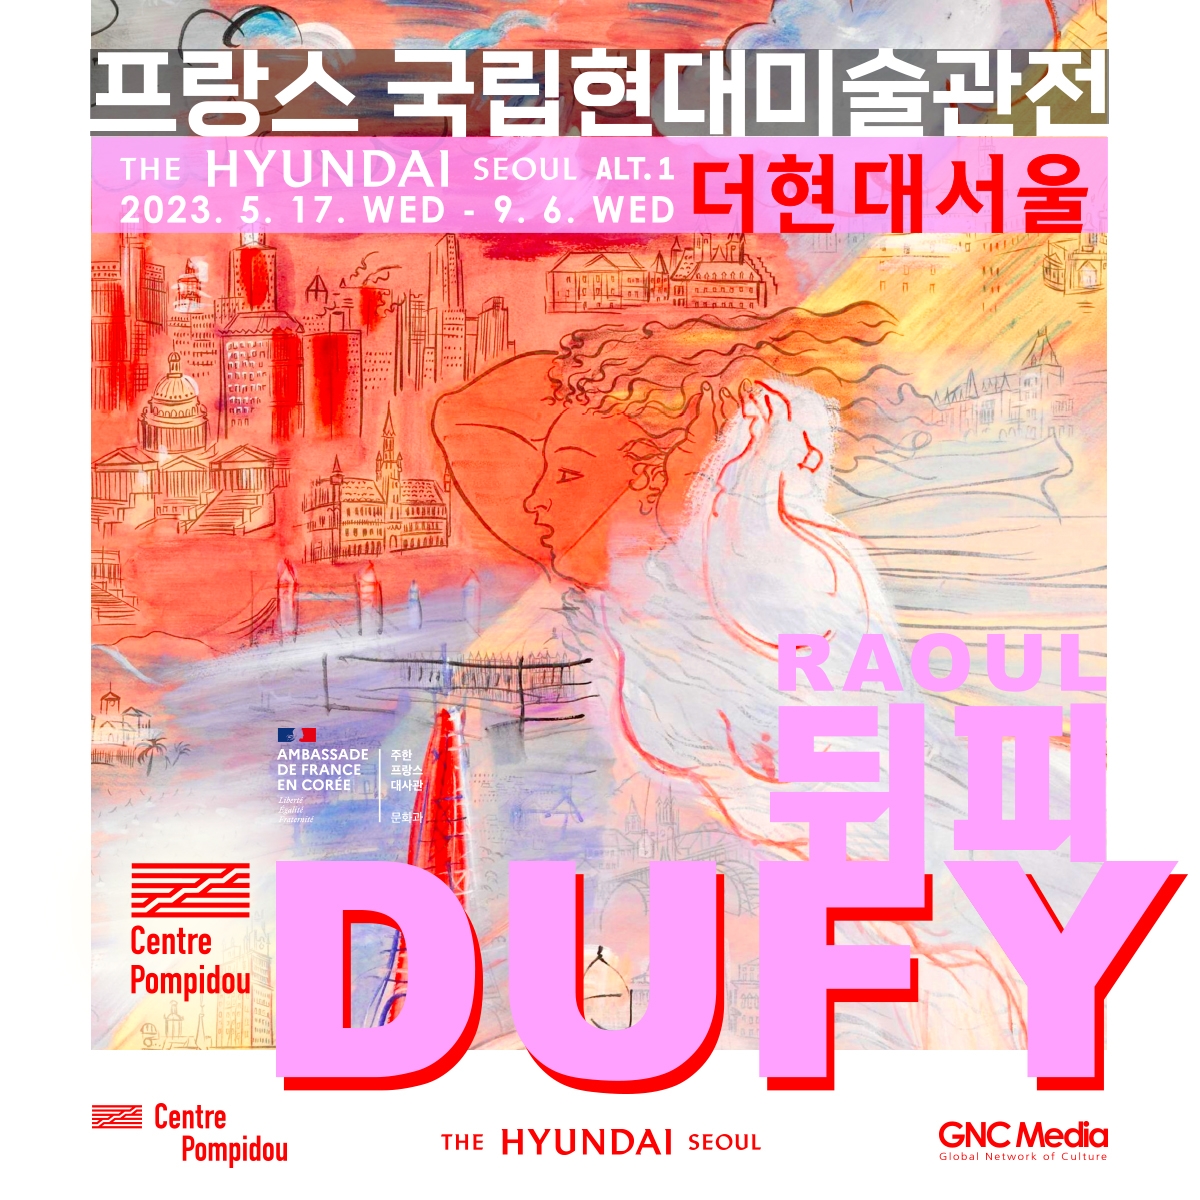 프랑스 국립현대미술관전
THE HYUNDAI SEOUL ALT.1
2023. 5. 17. WED - 9. 6. WED
더현대서울
RAOUL
뒤피
DUFY
AMBASSADE
DE FRANCE
EN CORÉE
Liberté
Égalité
Fraternité
주한
프랑스
대사관
문화과
Centre
Pompidou
Centre
Pompidou
THE HYUNDAI SEOUL
GNC Media
Global Network of Culture